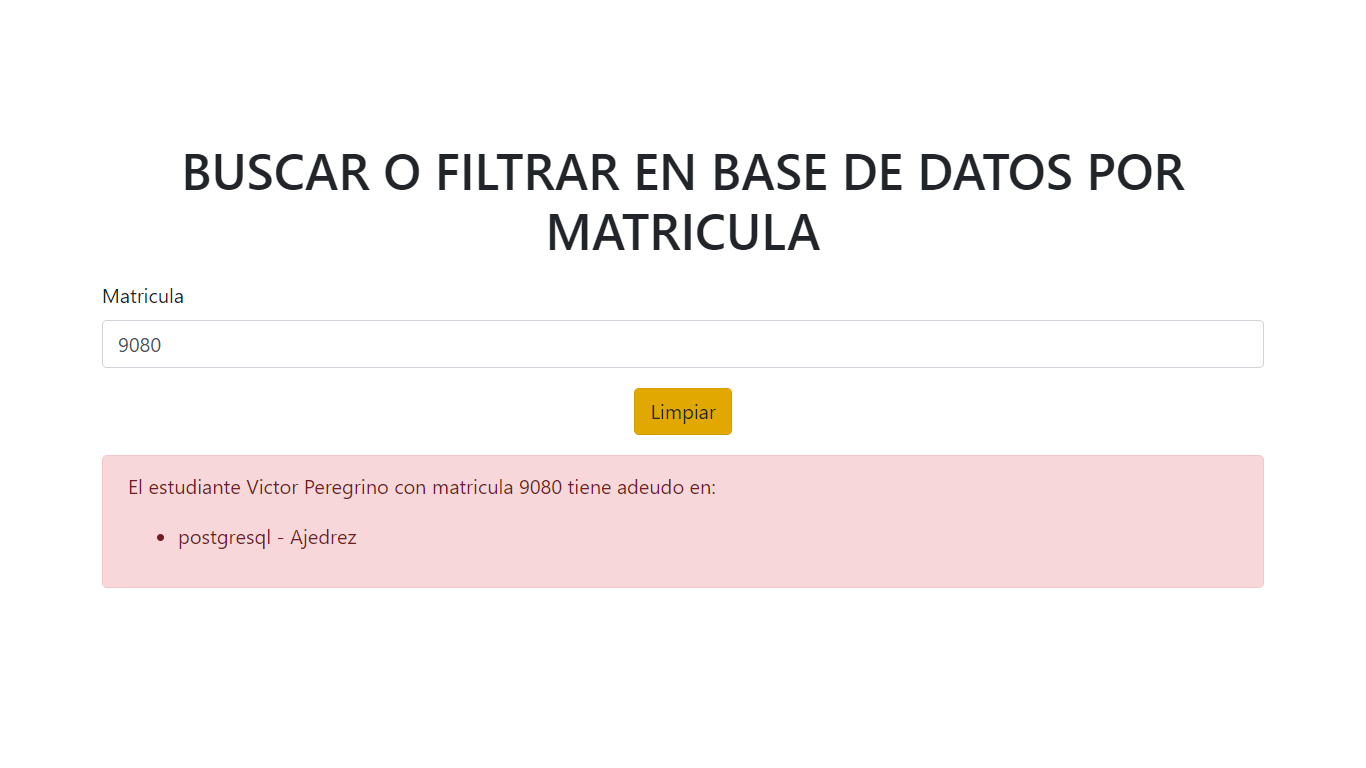 BUSCAR O FILTRAR EN BASE DE DATOS POR
MATRICULA
Matricula
9080
Limpiar
El estudiante Victor Peregrino con matricula 9080 tiene adeudo en:
• postgresql - Ajedrez